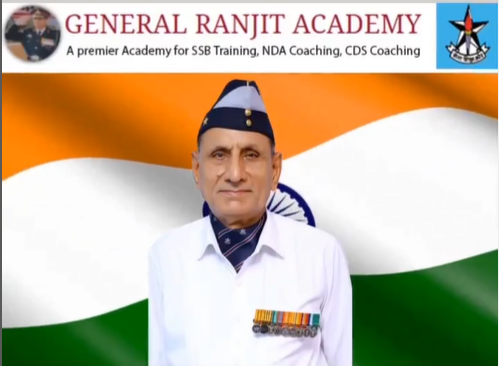 GENERAL RANJIT ACADEMY
A premier Academy for SSB Training, NDA Coaching, CDS Coaching